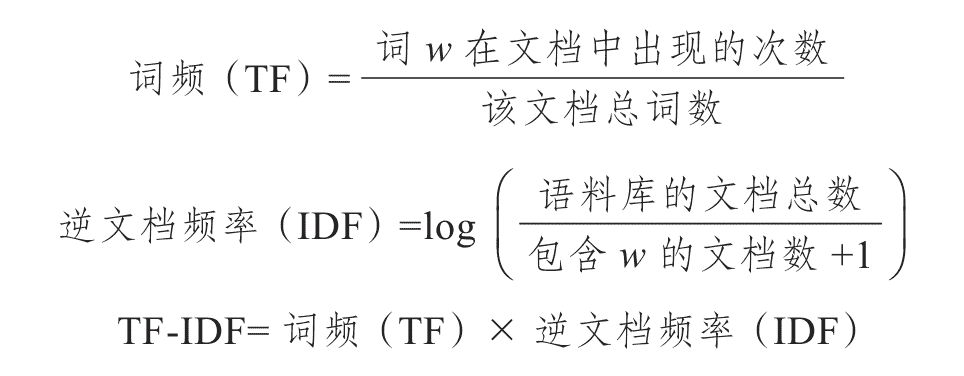 词频（TF）=
词 w 在文档中出现的次数
该文档总词数
逆文档频率（IDF）=log
语料库的文档总数
包含 w 的文档数 +1
TF-IDF= 词频（TF）× 逆文档频率（IDF）